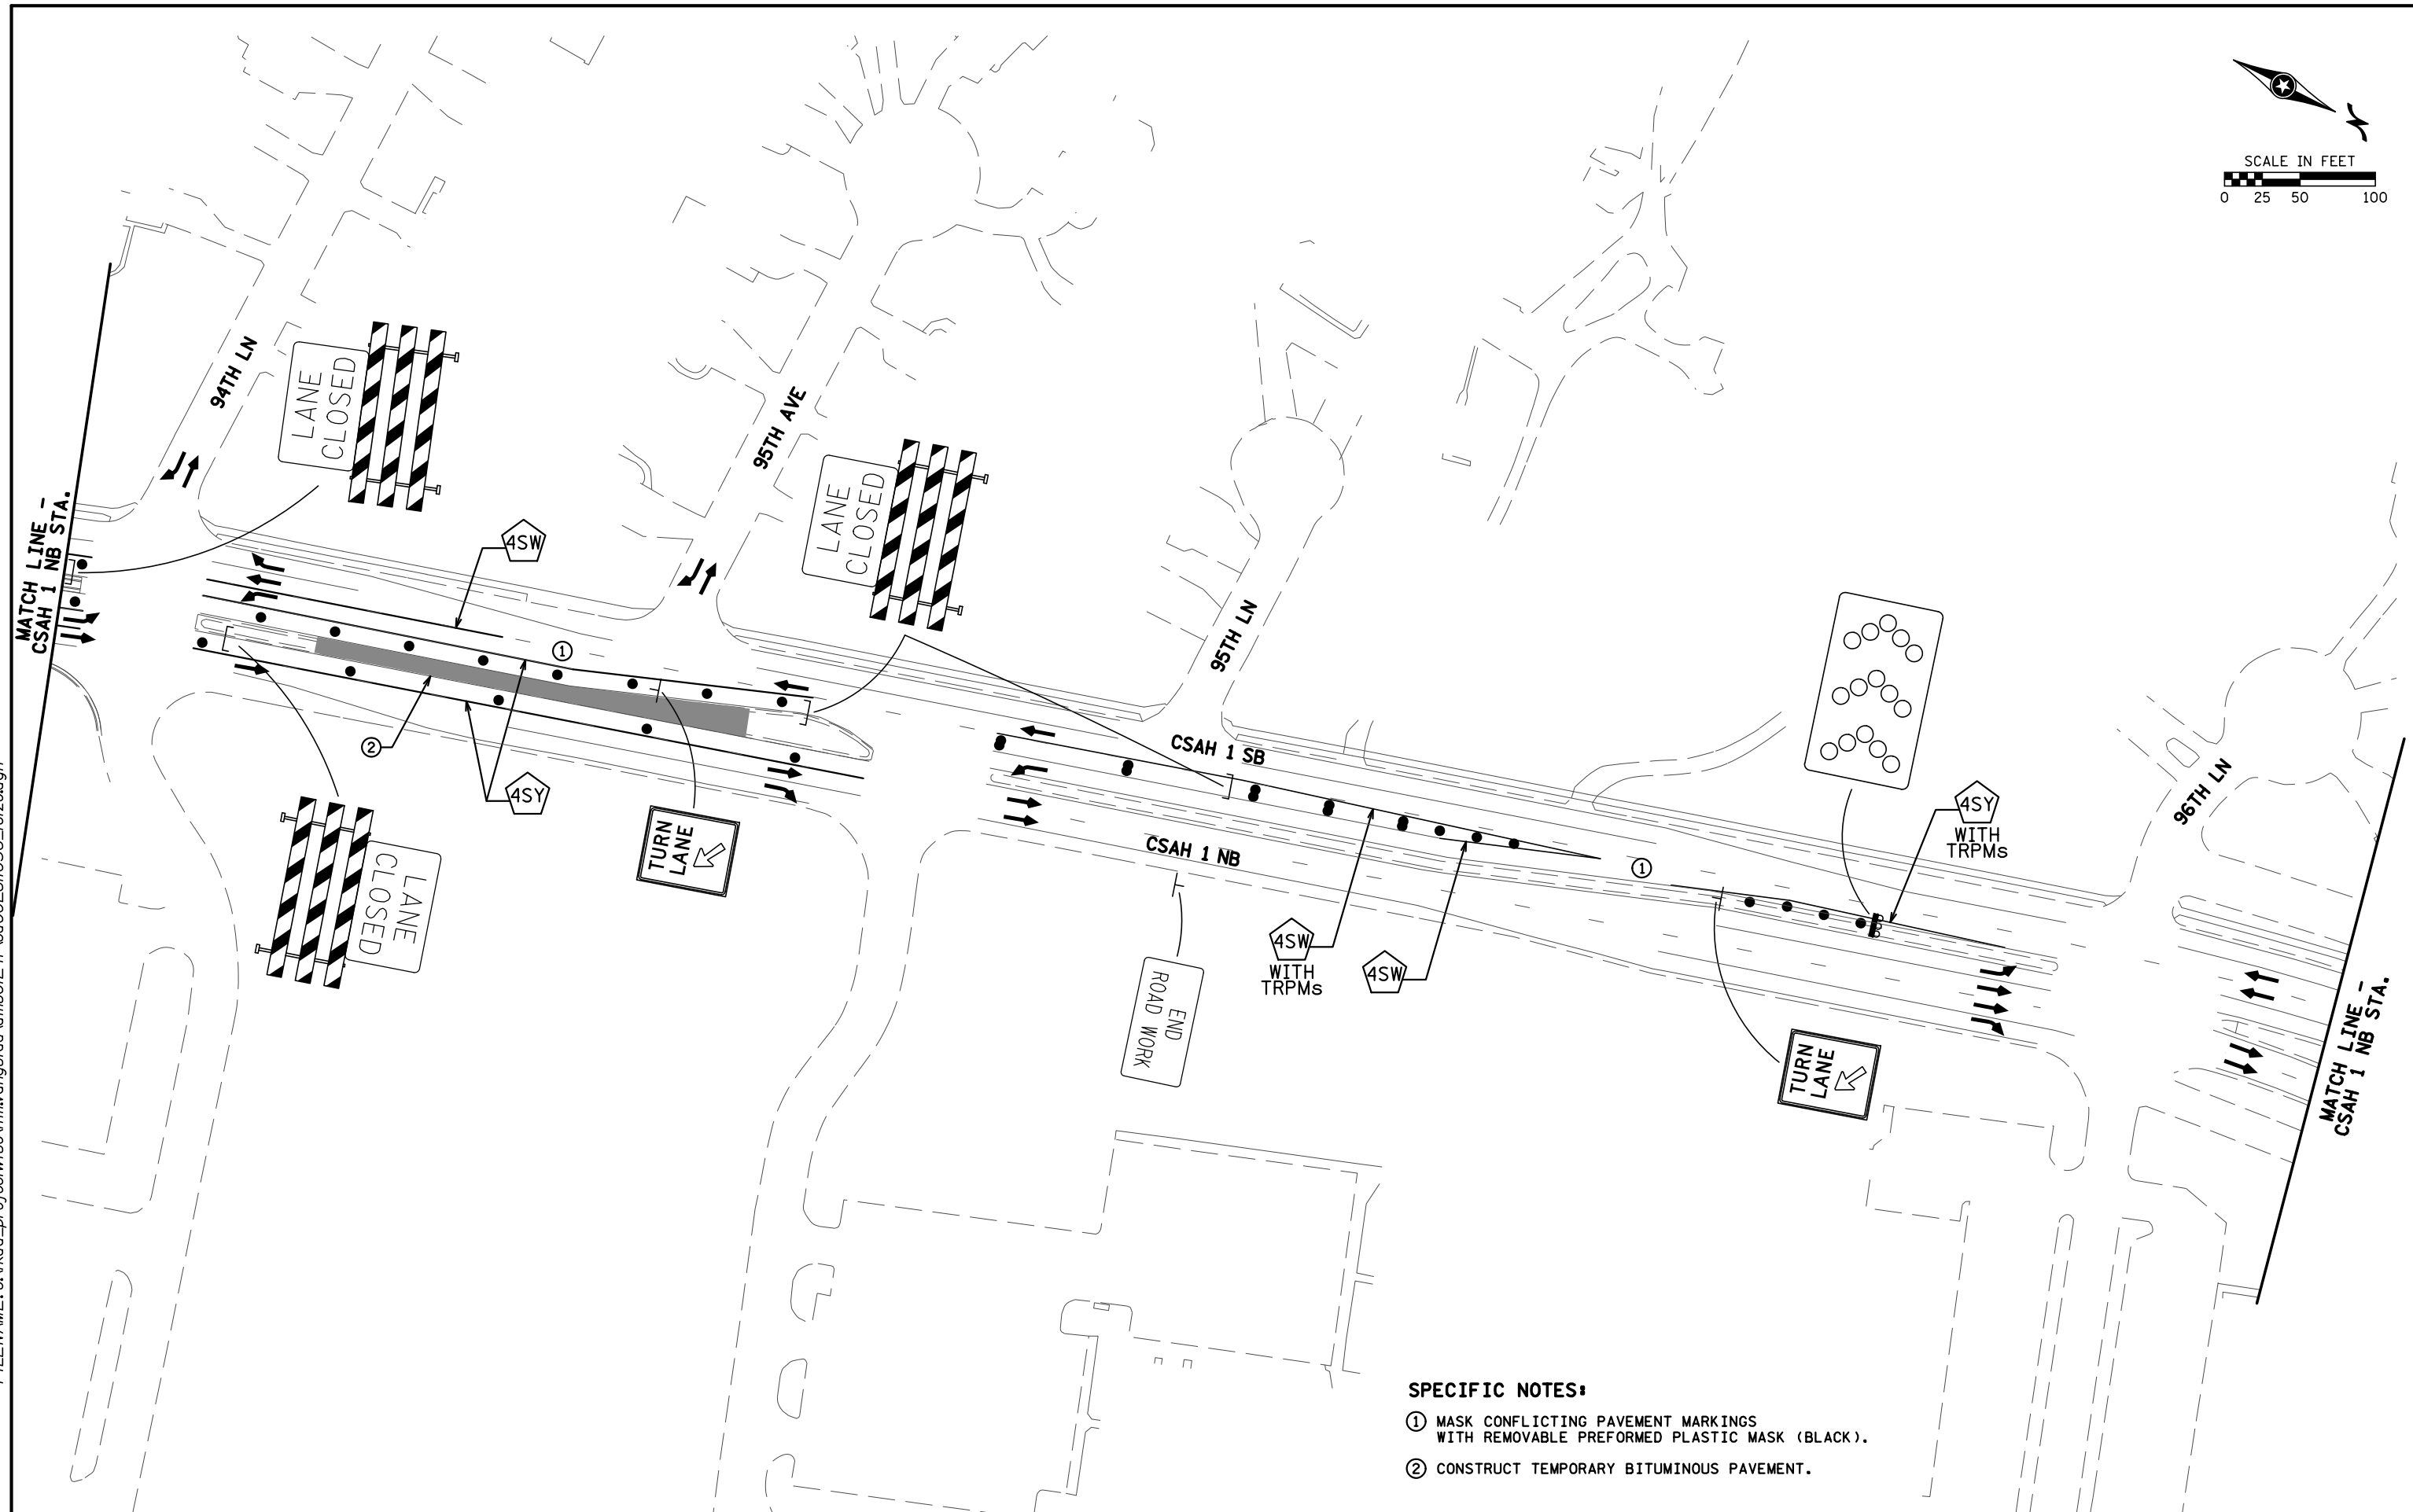 SCALE IN FEET
0 25 50 100
94TH LN
LANE
CLOSED
95TH AVE
LANE
CLOSED
MATCH LINE -
CSAH 1 NB STA.
4SW
1
95TH LN
CSAH 1 SB
2
4SY
TURN
LANE
CSAH 1 NB
1
4SY
WITH
TRPMs
96TH LN
LANE
CLOSED
4SW
WITH
TRPMs
4SW
END
ROAD WORK
TURN
LANE
MATCH LINE -
CSAH 1 NB STA.
SPECIFIC NOTES:
1 MASK CONFLICTING PAVEMENT MARKINGS
WITH REMOVABLE PREFORMED PLASTIC MASK (BLACK).
2 CONSTRUCT TEMPORARY BITUMINOUS PAVEMENT.